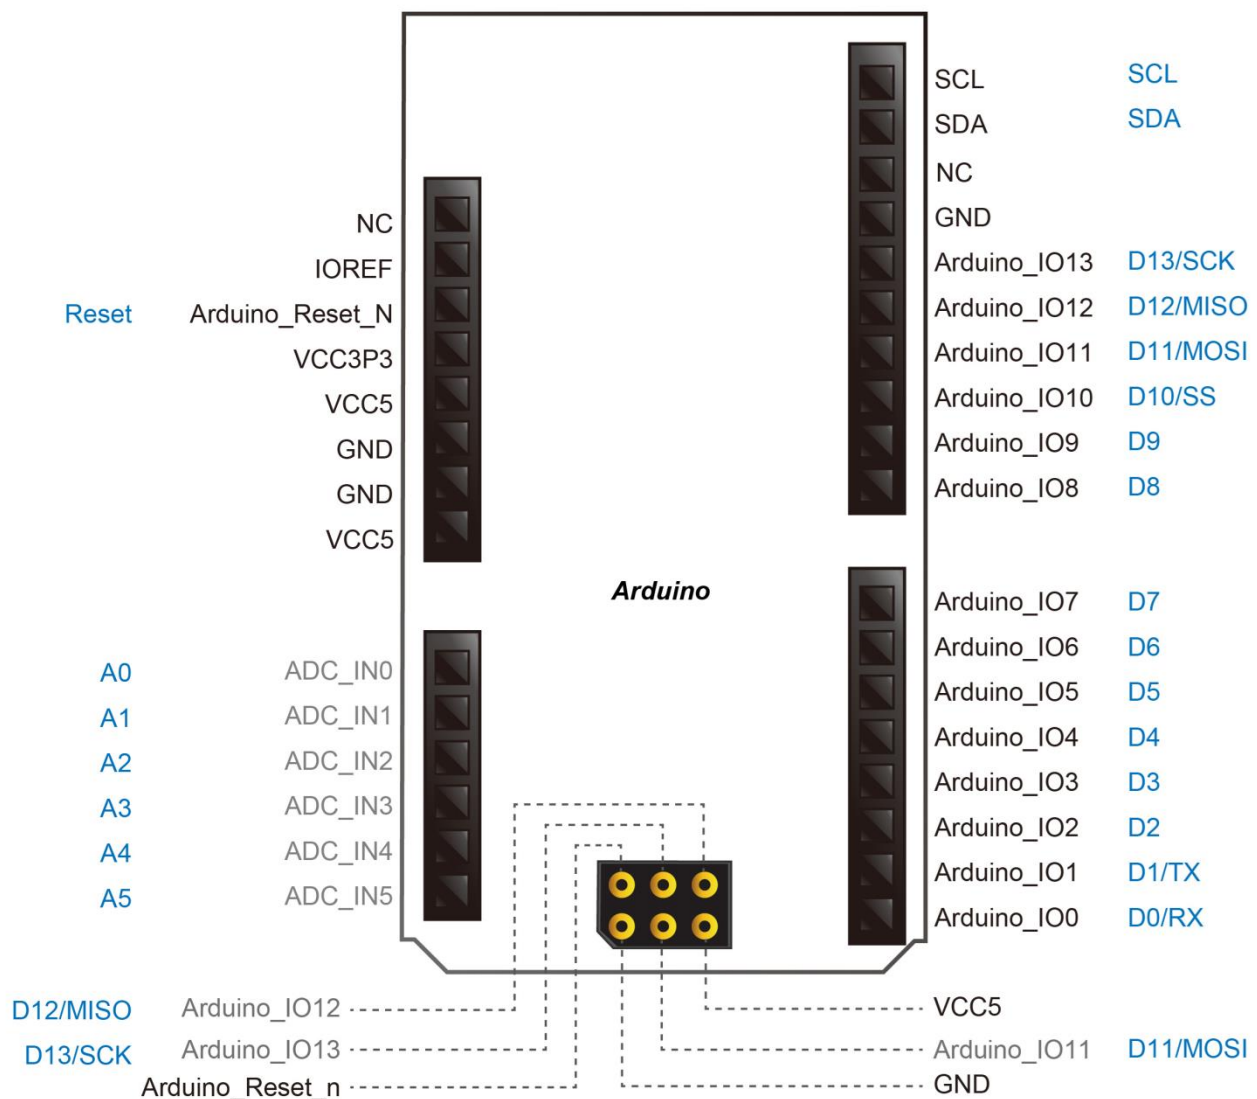 SCL SCL
SDA SDA
NC
NC GND
IOREF Arduino_IO13 D13/SCK
Reset Arduino_Reset_N Arduino_IO12 D12/MISO
VCC3P3 Arduino_IO11 D11/MOSI
VCC5 Arduino_IO10 D10/SS
GND Arduino_IO9 D9
GND Arduino_IO8 D8
VCC5
Arduino
Arduino_IO7 D7
Arduino_IO6 D6
A0 ADC_IN0
Arduino_IO5 D5
A1 ADC_IN1
Arduino_IO4 D4
A2 ADC_IN2
Arduino_IO3 D3
A3 ADC_IN3
Arduino_IO2 D2
A4 ADC_IN4
Arduino_IO1 D1/TX
A5 ADC_IN5
Arduino_IO0 D0/RX
D12/MISO Arduino_IO12 VCC5
D13/SCK Arduino_IO13 Arduino_IO11 D11/MOSI
Arduino_Reset_n GND